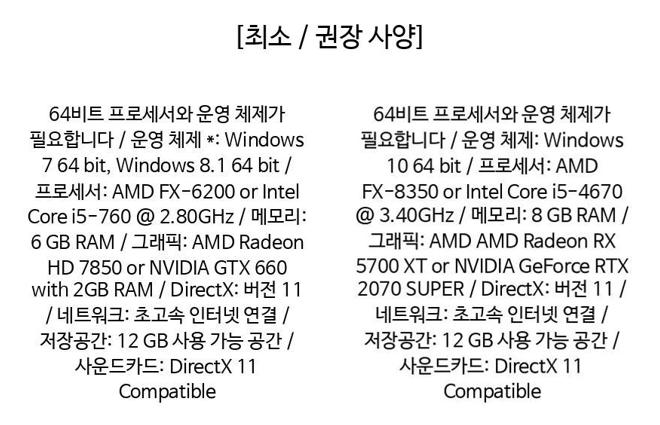 [최소 / 권장 사양]
64비트 프로세서와 운영 체제가
필요합니다 / 운영 체제 *: Windows
7 64 bit, Windows 8.1 64 bit /
프로세서: AMD FX-6200 or Intel
Core i5-760 @ 2.80GHz / 메모리:
6 GB RAM / 그래픽: AMD Radeon
HD 7850 or NVIDIA GTX 660
with 2GB RAM / DirectX: 버전 11
/ 네트워크: 초고속 인터넷 연결 /
저장공간: 12 GB 사용 가능 공간 /
사운드카드: DirectX 11
Compatible
64비트 프로세서와 운영 체제가
필요합니다 / 운영 체제: Windows
10 64 bit / 프로세서: AMD
FX-8350 or Intel Core i5-4670
@ 3.40GHz / 메모리: 8 GB RAM /
그래픽: AMD AMD Radeon RX
5700 XT or NVIDIA GeForce RTX
2070 SUPER / DirectX: 버전 11 /
네트워크: 초고속 인터넷 연결 /
저장공간: 12 GB 사용 가능 공간 /
사운드카드: DirectX 11
Compatible